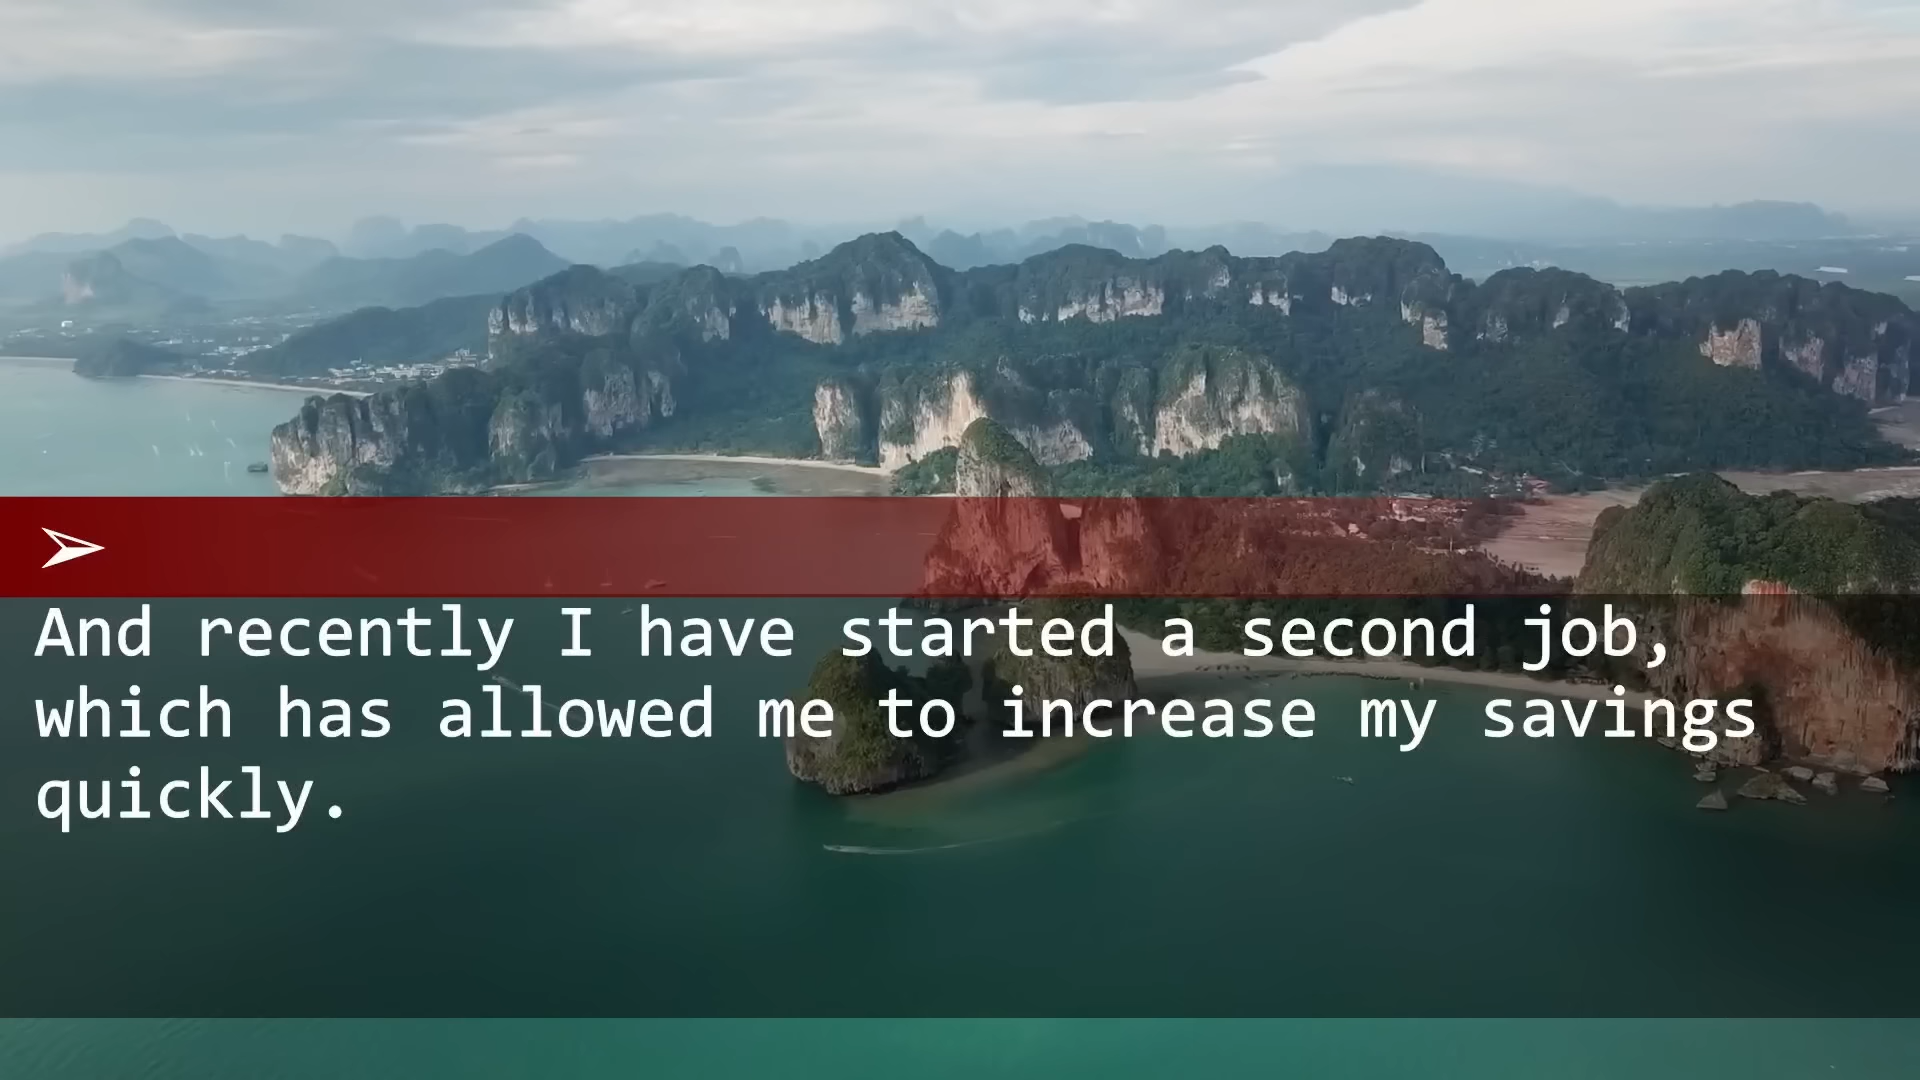 And recently I have started a second job,
which has allowed me to increase my savings
quickly.